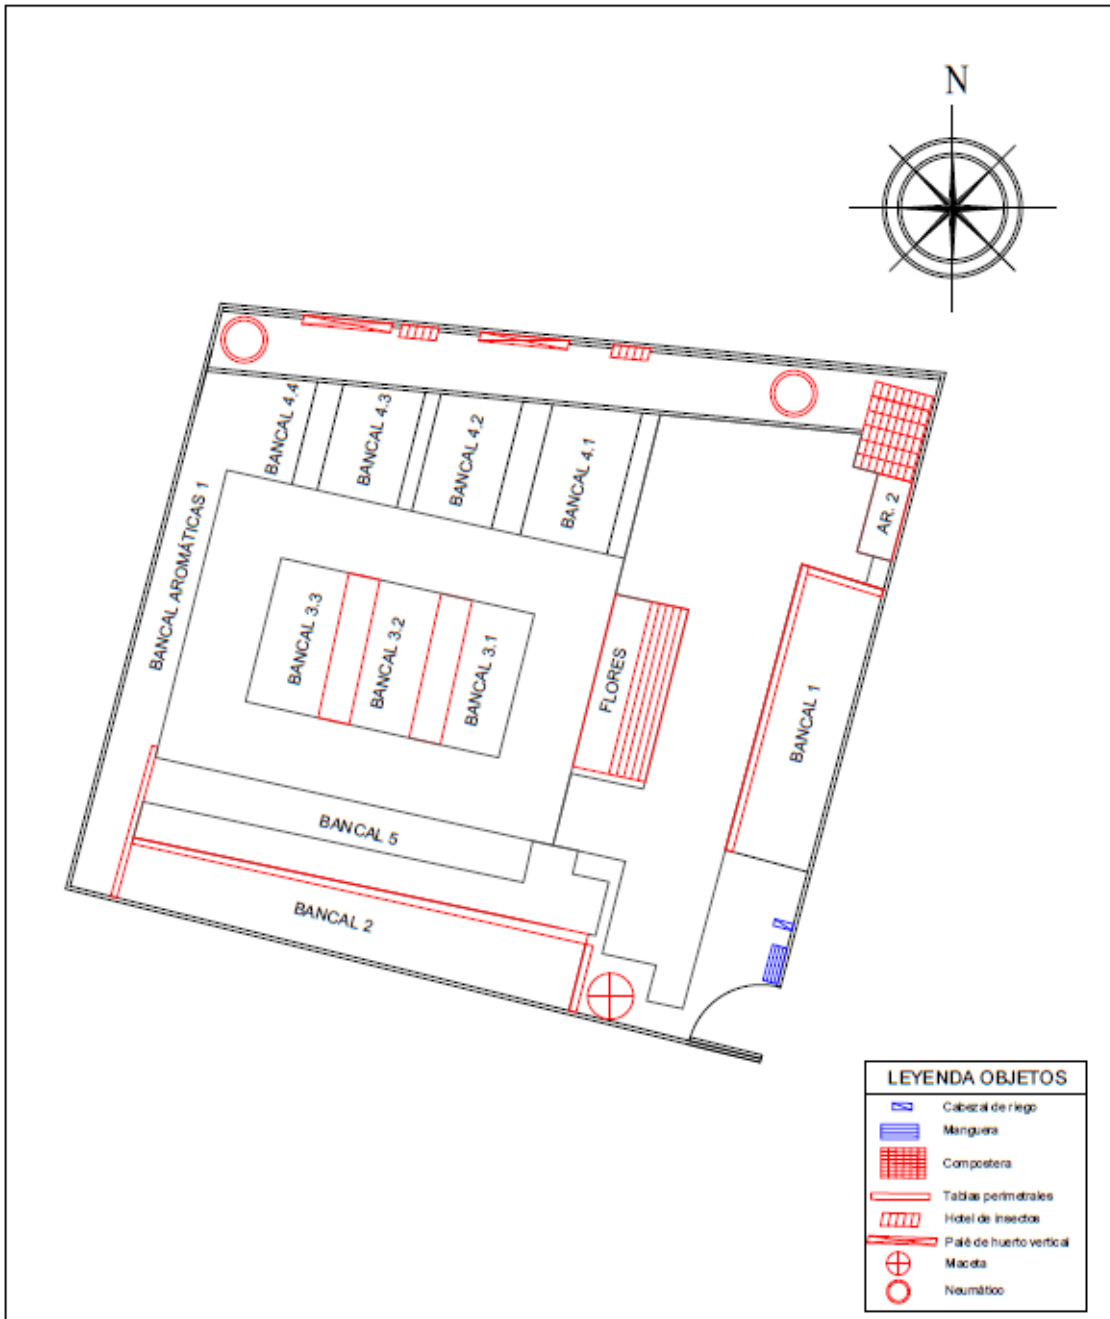 N
BANCAL 4.4
BANCAL 4.3
BANCAL 4.2
BANCAL 4.1
AR. 2
BANCAL AROMÁTICAS 1
BANCAL 3.3
BANCAL 3.2
BANCAL 3.1
FLORES
BANCAL 1
BANCAL 5
BANCAL 2
LEYENDA OBJETOS
Cabezal de riego
Manguera
Compostera
Tablas perimetrales
Hotel de insectos
Palé de huerto vertical
Maceta
Neumático